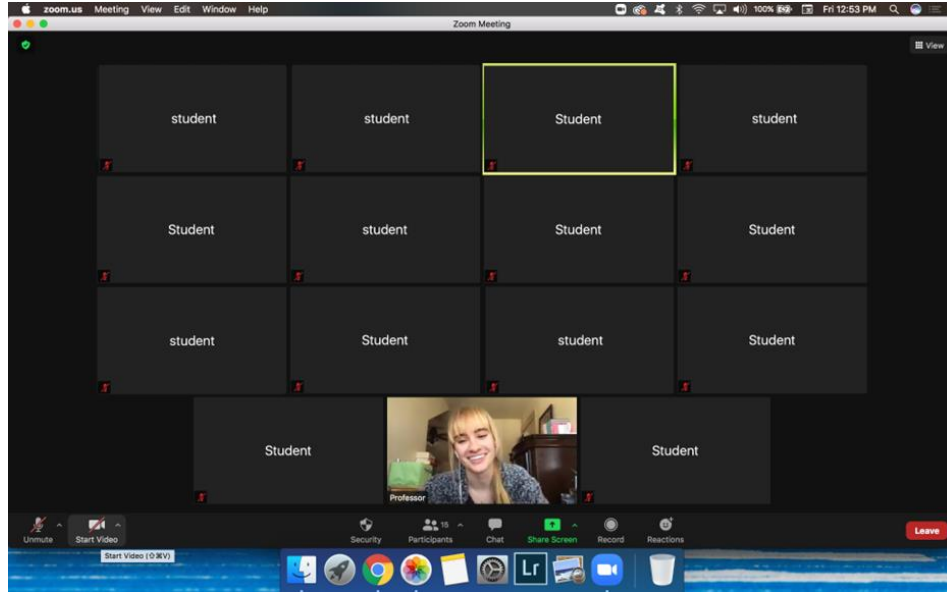 zoom.us Meeting View Edit Window Help 100% Fri 12:53 PM
Zoom Meeting
View
student student Student student
Student student Student Student
student Student student Student
Student Professor Student
Unmute Start Video Security Participants 16 Chat Share Screen Record Reactions Leave
Start Video (⇧⌘V)
Lr